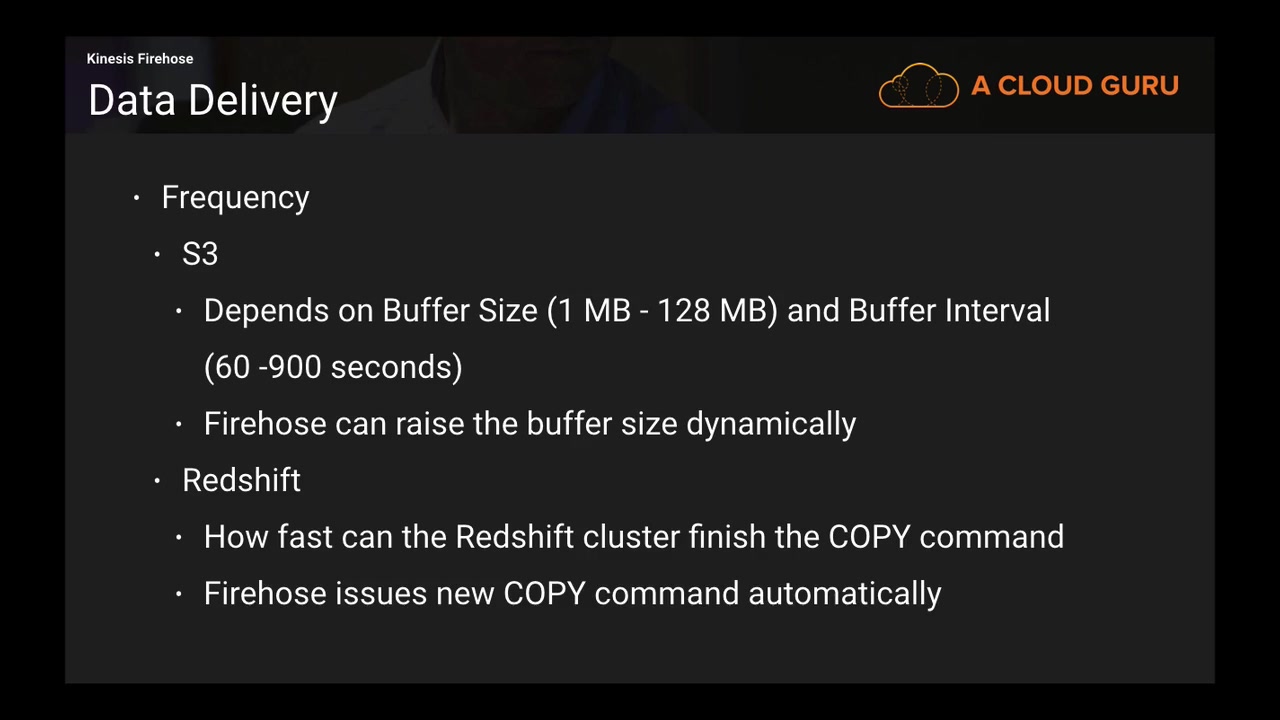 Kinesis Firehose
Data Delivery
A CLOUD GURU
• Frequency
• S3
• Depends on Buffer Size (1 MB - 128 MB) and Buffer Interval
(60 -900 seconds)
• Firehose can raise the buffer size dynamically
• Redshift
• How fast can the Redshift cluster finish the COPY command
• Firehose issues new COPY command automatically